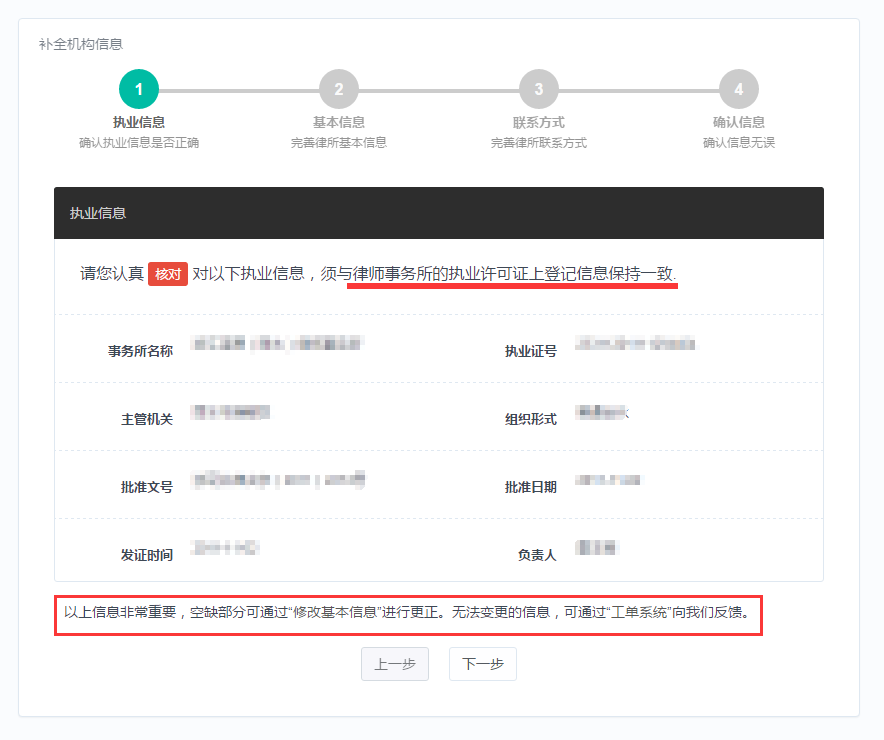 补全机构信息
1 2 3 4
执业信息 基本信息 联系方式 确认信息
确认执业信息是否正确 完善律所基本信息 完善律所联系方式 确认信息无误
执业信息
请您认真 核对 对以下执业信息，须与律师事务所的执业许可证上登记信息保持一致.
事务所名称 执业证号
主管机关 组织形式
批准文号 批准日期
发证时间 负责人
以上信息非常重要，空缺部分可通过“修改基本信息”进行更正。无法变更的信息，可通过“工单系统”向我们反馈。
上一步 下一步